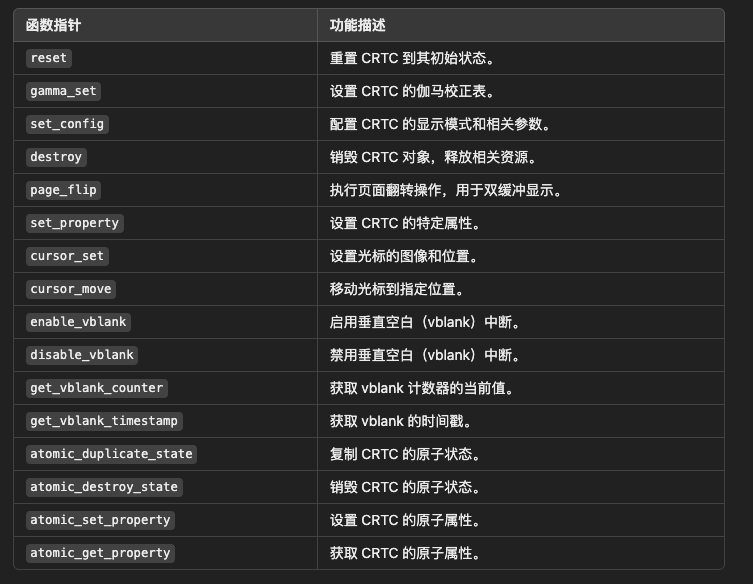 函数指针 功能描述
reset 重置 CRTC 到其初始状态。
gamma_set 设置 CRTC 的伽马校正表。
set_config 配置 CRTC 的显示模式和相关参数。
destroy 销毁 CRTC 对象，释放相关资源。
page_flip 执行页面翻转操作，用于双缓冲显示。
set_property 设置 CRTC 的特定属性。
cursor_set 设置光标的图像和位置。
cursor_move 移动光标到指定位置。
enable_vblank 启用垂直空白（vblank）中断。
disable_vblank 禁用垂直空白（vblank）中断。
get_vblank_counter 获取 vblank 计数器的当前值。
get_vblank_timestamp 获取 vblank 的时间戳。
atomic_duplicate_state 复制 CRTC 的原子状态。
atomic_destroy_state 销毁 CRTC 的原子状态。
atomic_set_property 设置 CRTC 的原子属性。
atomic_get_property 获取 CRTC 的原子属性。